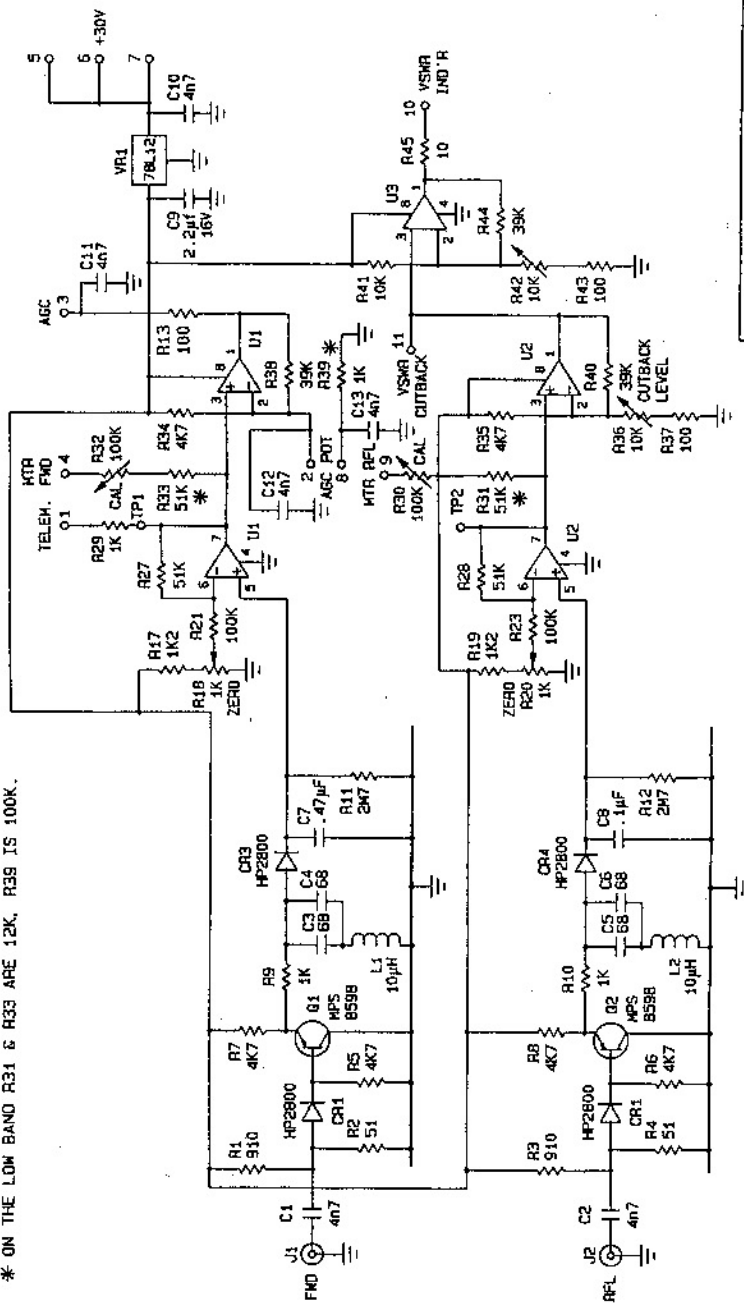 * ON THE LOW BAND R31 & R33 ARE 12K, R39 IS 100K.
5
6
+30V
7
C10
4n7
VR1
78L12
C9
2.2µf
16V
C11
4n7
AGC
3
R13
100
U1
8
1
3
2
+
-
R38
39K
R34
4K7
MTR
FWD
4
R32
100K
CAL
R33
51K
*
TELEM.
1
R29
1K
TP1
R27
51K
U1
7
6
5
4
-
+
R21
100K
R17
1K2
R18
1K
ZERO
C12
4n7
2
AGC POT
8
R39 *
1K
C13
4n7
VSWR
IND'R
10
R45
10
U3
8
1
3
2
4
R44
39K
R41
10K
R42
10K
R43
100
11
VSWR
CUTBACK
U2
8
1
3
2
+
-
R40
39K
CUTBACK
LEVEL
R36
10K
R37
100
R35
4K7
MTR RFL
9
CAL
R30
100K
R31
51K
*
TP2
R28
51K
U2
7
6
5
4
-
+
R23
100K
R19
1K2
ZERO
R20
1K
J1
FWD
C1
4n7
R1
910
R2
51
HP2800
CR1
R5
4K7
R7
4K7
Q1
MPS
8598
R9
1K
C3
68
C4
68
L1
10µH
CR3
HP2800
C7
.47µF
R11
2M7
J2
RFL
C2
4n7
R3
910
R4
51
HP2800
CR1
R6
4K7
R8
4K7
Q2
MPS
8598
R10
1K
C5
68
C6
68
L2
10µH
CR4
HP2800
C8
.1µF
R12
2M7